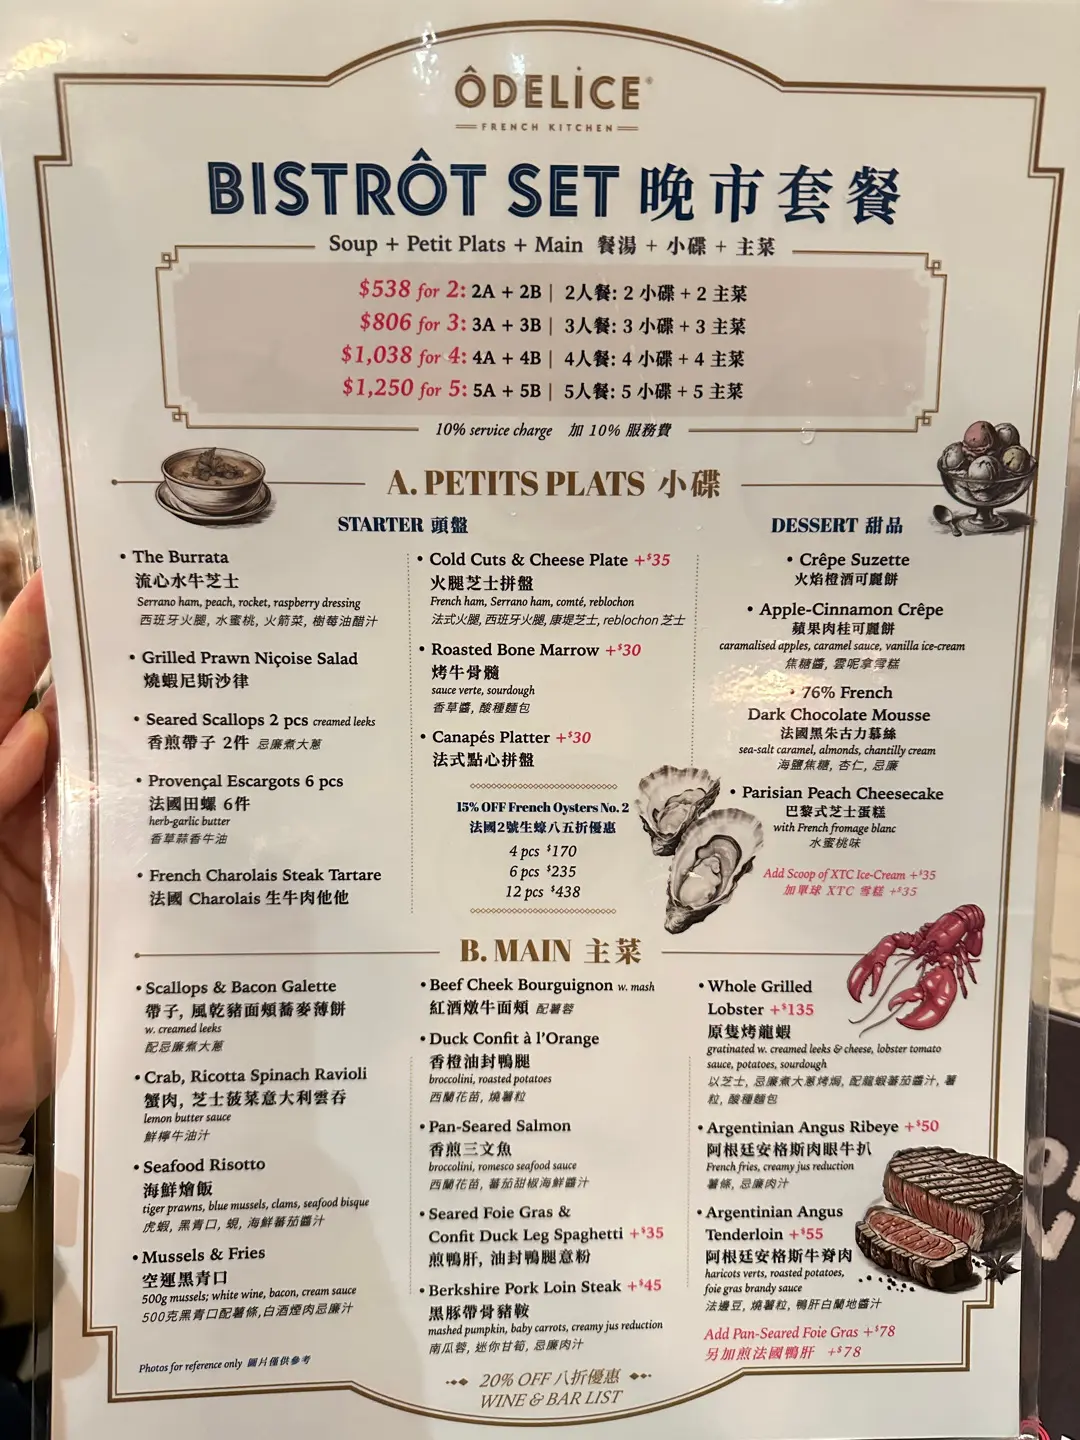 ÔDELICE
FRENCH KITCHEN
BISTRÔT SET 晚市套餐
Soup + Petit Plats + Main 餐湯 + 小碟 + 主菜
$538 for 2: 2A + 2B | 2人餐: 2 小碟 + 2 主菜
$806 for 3: 3A + 3B | 3人餐: 3 小碟 + 3 主菜
$1,038 for 4: 4A + 4B | 4人餐: 4 小碟 + 4 主菜
$1,250 for 5: 5A + 5B | 5人餐: 5 小碟 + 5 主菜
10% service charge 加 10% 服務費
A. PETITS PLATS 小碟
STARTER 頭盤
• The Burrata
流心水牛芝士
Serrano ham, peach, rocket, raspberry dressing
西班牙火腿, 水蜜桃, 火箭菜, 樹莓油醋汁
• Grilled Prawn Niçoise Salad
燒蝦尼斯沙律
• Seared Scallops 2 pcs creamed leeks
香煎帶子 2件 忌廉煮大蔥
• Provençal Escargots 6 pcs
法國田螺 6件
herb-garlic butter
香草蒜香牛油
• French Charolais Steak Tartare
法國 Charolais 生牛肉他他
• Cold Cuts & Cheese Plate +$35
火腿芝士拼盤
French ham, Serrano ham, comté, reblochon
法式火腿, 西班牙火腿, 康堤芝士, reblochon 芝士
• Roasted Bone Marrow +$30
烤牛骨髓
sauce verte, sourdough
香草醬, 酸種麵包
• Canapés Platter +$30
法式點心拼盤
15% OFF French Oysters No. 2
法國2號生蠔八五折優惠
4 pcs $170
6 pcs $235
12 pcs $438
DESSERT 甜品
• Crêpe Suzette
火焰橙酒可麗餅
• Apple-Cinnamon Crêpe
蘋果肉桂可麗餅
caramalised apples, caramel sauce, vanilla ice-cream
焦糖醬, 雲呢拿雪糕
• 76% French
Dark Chocolate Mousse
法國黑朱古力慕絲
sea-salt caramel, almonds, chantilly cream
海鹽焦糖, 杏仁, 忌廉
• Parisian Peach Cheesecake
巴黎式芝士蛋糕
with French fromage blanc
水蜜桃味
Add Scoop of XTC Ice-Cream +$35
加單球 XTC 雪糕 +$35
B. MAIN 主菜
• Scallops & Bacon Galette
帶子, 風乾豬面頰蕎麥薄餅
w. creamed leeks
配忌廉煮大蔥
• Crab, Ricotta Spinach Ravioli
蟹肉, 芝士菠菜意大利雲吞
lemon butter sauce
鮮檸牛油汁
• Seafood Risotto
海鮮燴飯
tiger prawns, blue mussels, clams, seafood bisque
虎蝦, 黑青口, 蜆, 海鮮蕃茄醬汁
• Mussels & Fries
空運黑青口
500g mussels; white wine, bacon, cream sauce
500克黑青口配薯條,白酒煙肉忌廉汁
• Beef Cheek Bourguignon w. mash
紅酒燉牛面頰 配薯蓉
• Duck Confit à l'Orange
香橙油封鴨腿
broccolini, roasted potatoes
西蘭花苗, 燒薯粒
• Pan-Seared Salmon
香煎三文魚
broccolini, romesco seafood sauce
西蘭花苗, 蕃茄甜椒海鮮醬汁
• Seared Foie Gras &
Confit Duck Leg Spaghetti +$35
煎鴨肝, 油封鴨腿意粉
• Berkshire Pork Loin Steak +$45
黑豚帶骨豬鞍
mashed pumpkin, baby carrots, creamy jus reduction
南瓜蓉, 迷你甘筍, 忌廉肉汁
• Whole Grilled
Lobster +$135
原隻烤龍蝦
gratinated w. creamed leeks & cheese, lobster tomato
sauce, potatoes, sourdough
以芝士, 忌廉煮大蔥烤焗, 配龍蝦蕃茄醬汁, 薯
粒, 酸種麵包
• Argentinian Angus Ribeye +$50
阿根廷安格斯肉眼牛扒
French fries, creamy jus reduction
薯條, 忌廉肉汁
• Argentinian Angus
Tenderloin +$55
阿根廷安格斯牛脊肉
haricots verts, roasted potatoes,
foie gras brandy sauce
法邊豆, 燒薯粒, 鴨肝白蘭地醬汁
Add Pan-Seared Foie Gras +$78
另加煎法國鴨肝 +$78
Photos for reference only 圖片僅供參考
20% OFF 八折優惠
WINE & BAR LIST